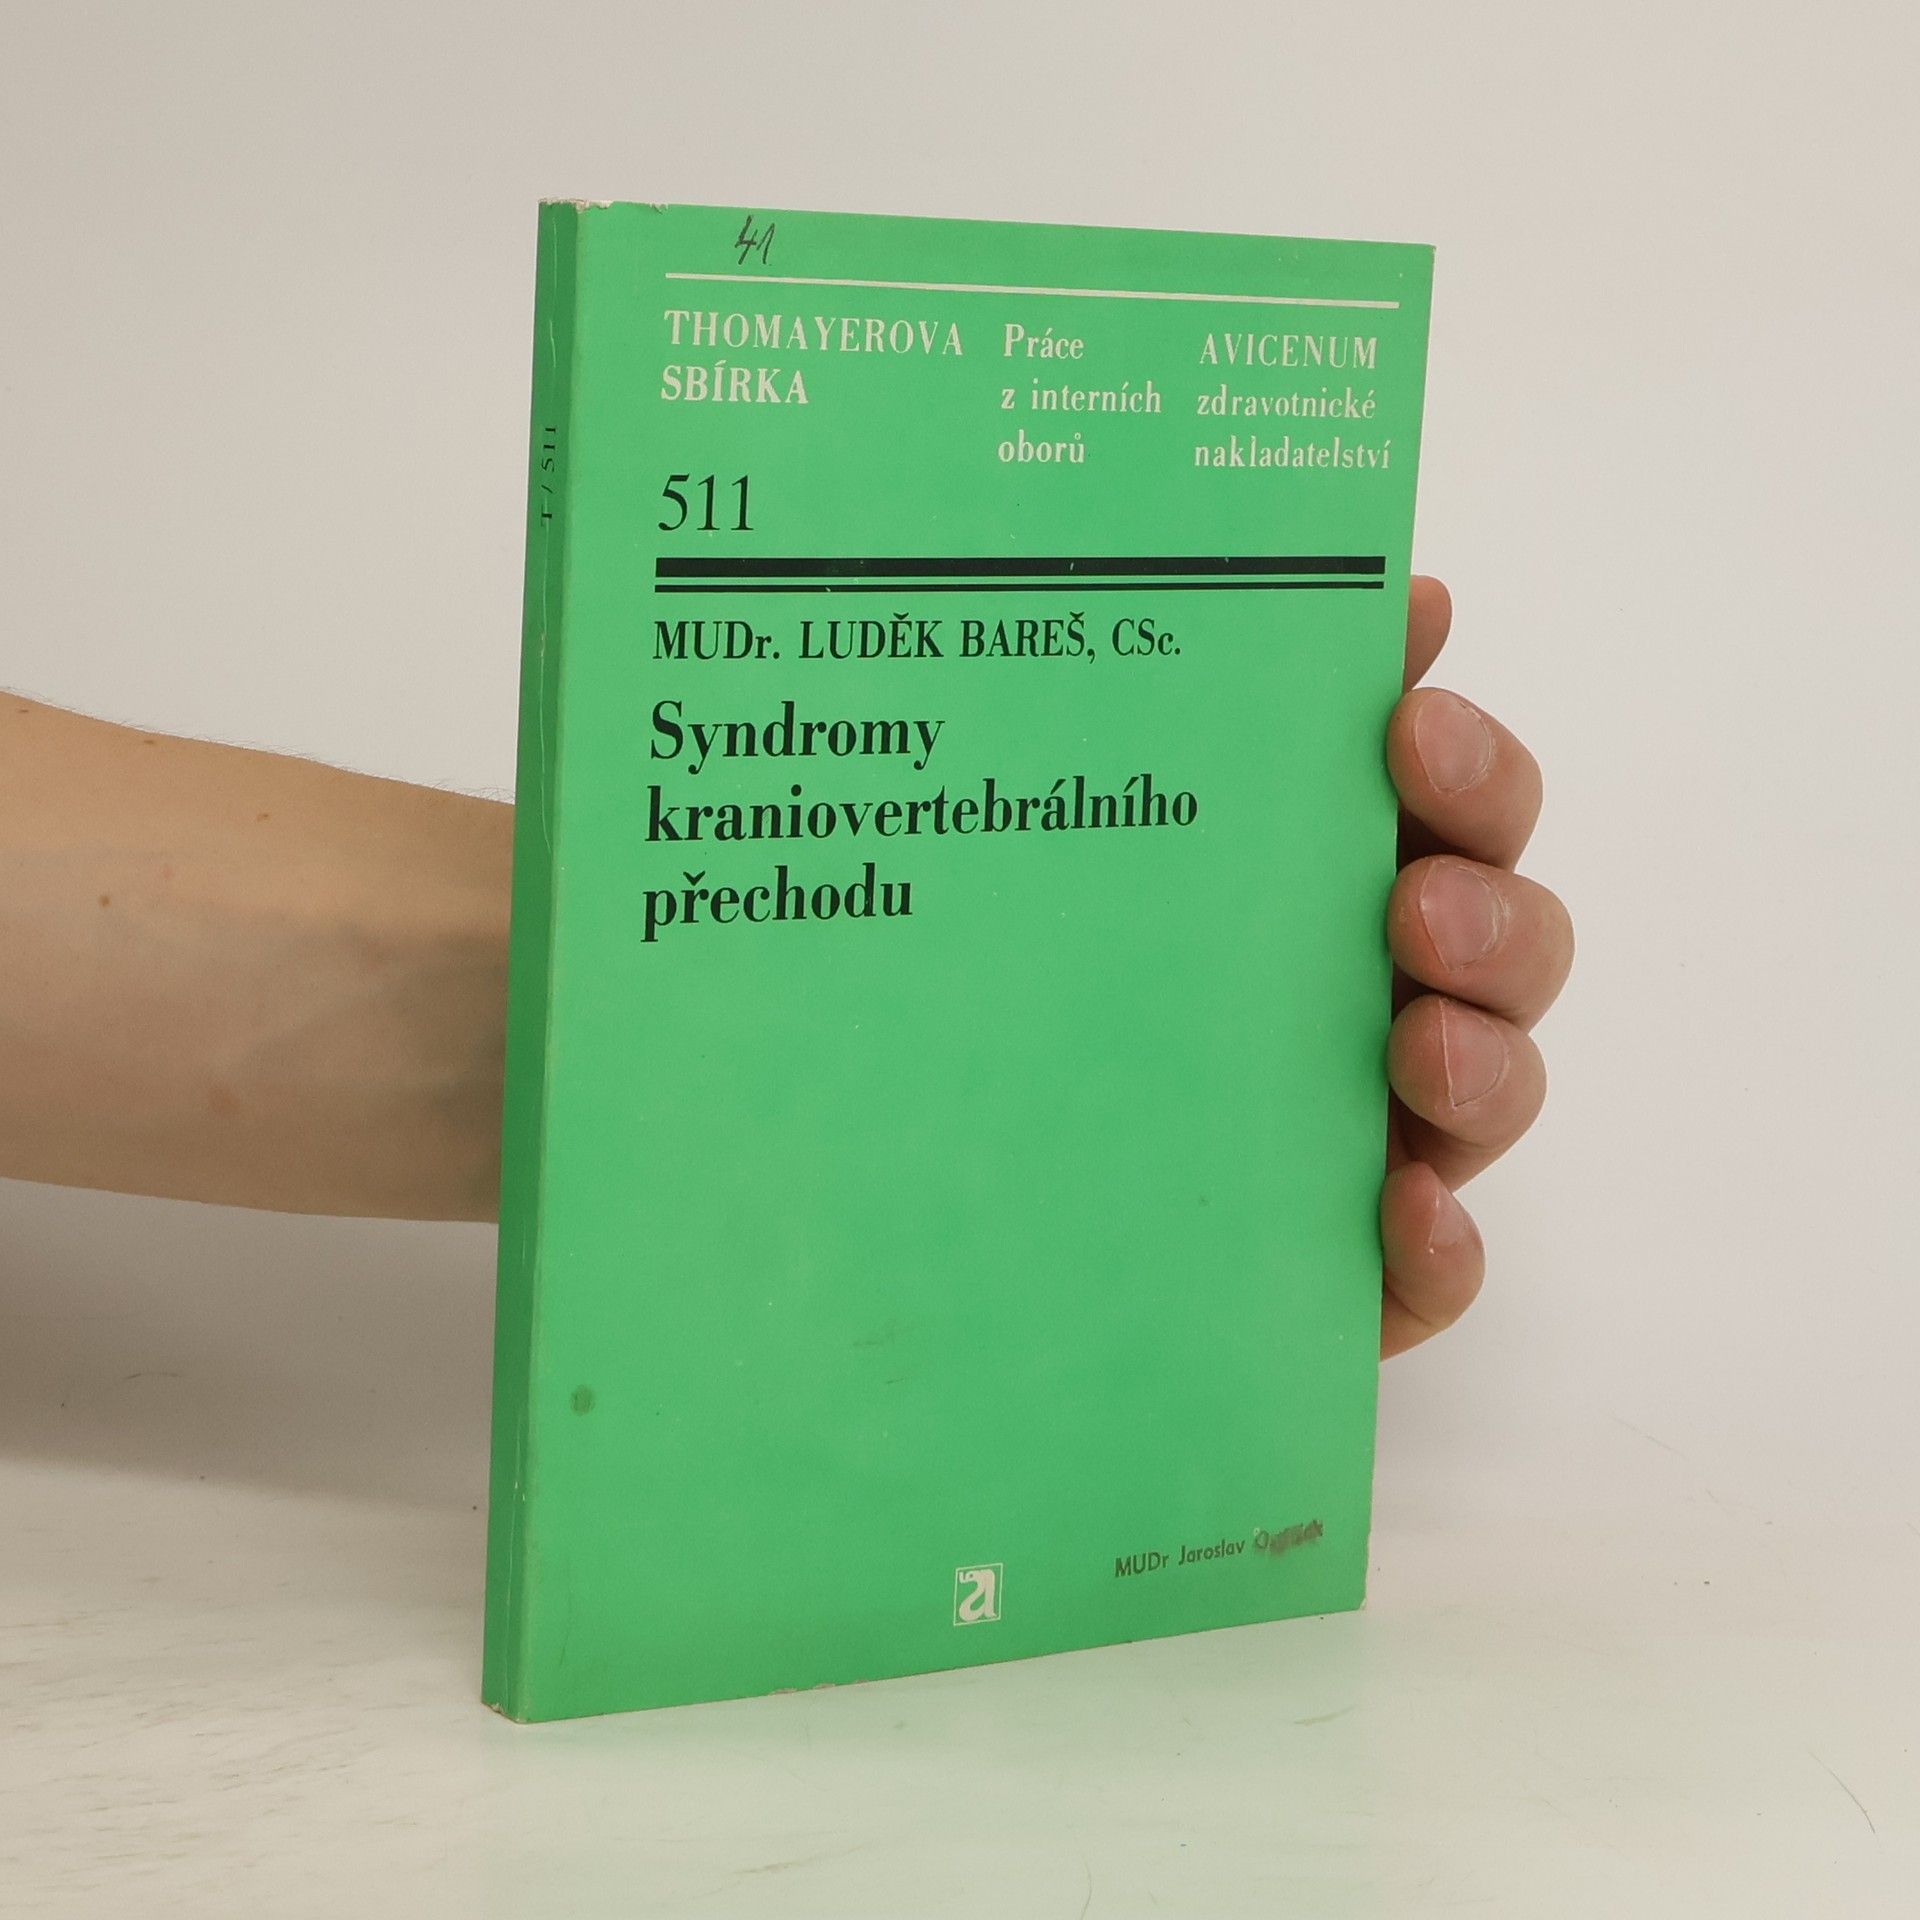 41
THOMAYEROVA
SBÍRKA
Práce
z interních
oborů
AVICENUM
zdravotnické
nakladatelství
511
MUDr. LUDĚK BAREŠ, CSc.
Syndromy
kraniovertebrálního
přechodu
MUDr Jaroslav
a
T / 511